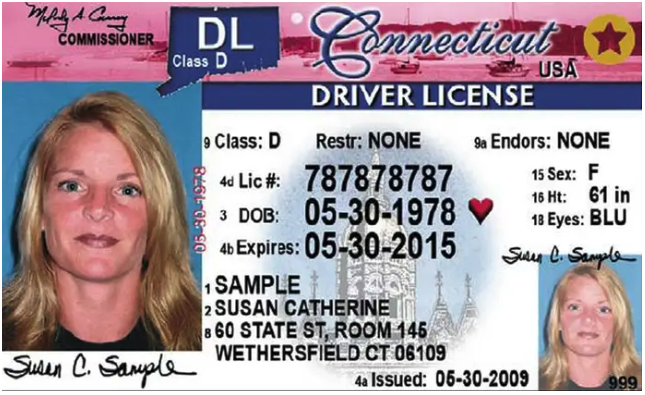 COMMISSIONER
DL
Class D
Connecticut
USA
DRIVER LICENSE
9 Class: D Restr: NONE 9a Endors: NONE
4d Lic #: 787878787
15 Sex: F
3 DOB: 05-30-1978
16 Ht: 61 in
4b Expires: 05-30-2015
18 Eyes: BLU
05-30-1978
1 SAMPLE
2 SUSAN CATHERINE
8 60 STATE ST, ROOM 145
WETHERSFIELD CT 06109
4a Issued: 05-30-2009
Susan C. Sample
Susan C. Sample
999